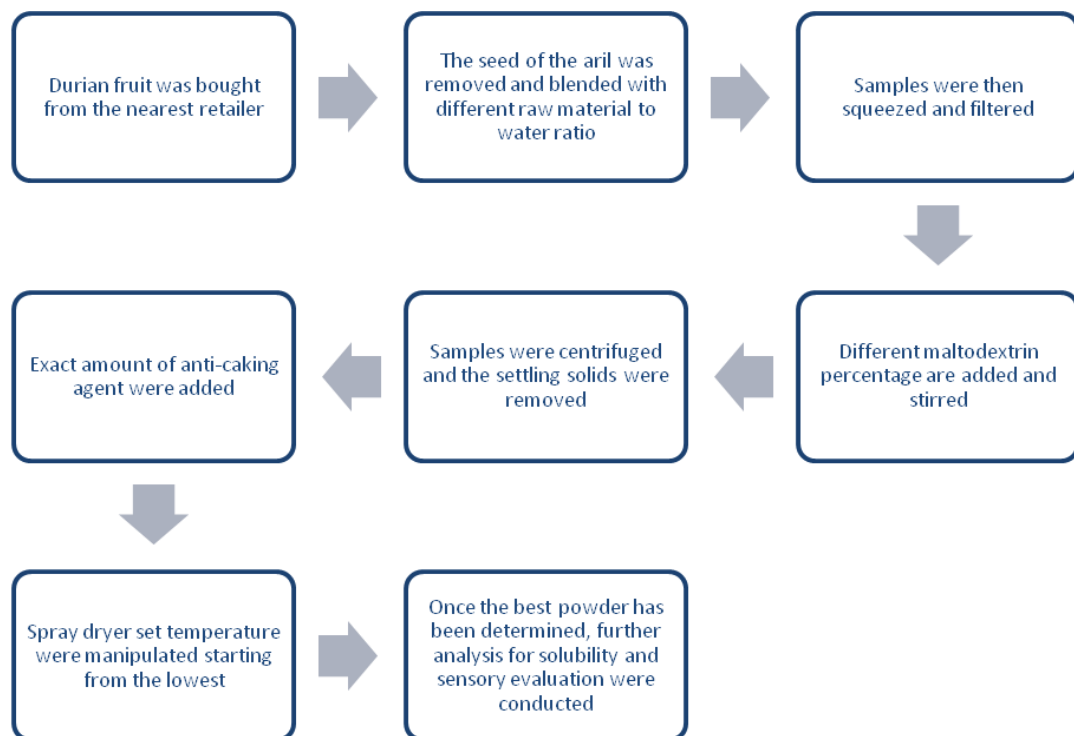 Durian fruit was bought
from the nearest retailer
The seed of the aril was
removed and blended with
different raw material to
water ratio
Samples were then
squeezed and filtered
Different maltodextrin
percentage are added and
stirred
Samples were centrifuged
and the settling solids were
removed
Exact amount of anti-caking
agent were added
Spray dryer set temperature
were manipulated starting
from the lowest
Once the best powder has
been determined, further
analysis for solubility and
sensory evaluation were
conducted